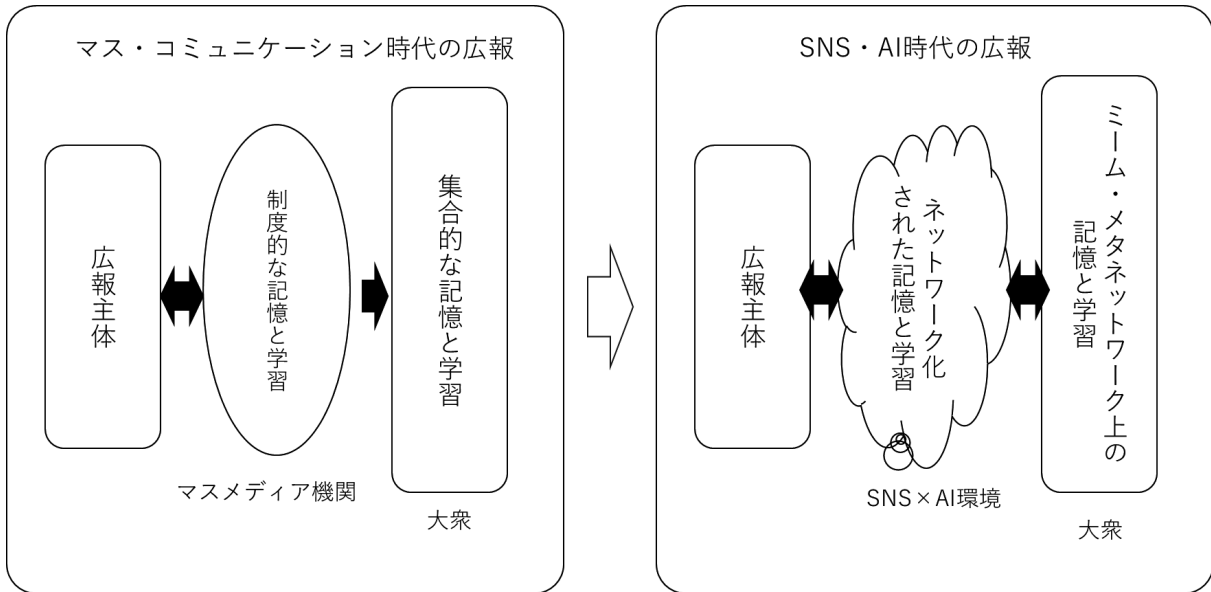 マス・コミュニケーション時代の広報
広報主体
制度的な記憶と学習
集合的な記憶と学習
マスメディア機関
大衆
SNS・AI時代の広報
広報主体
ネットワーク化
された記憶と学習
ミーム・メタネットワーク上の
記憶と学習
SNS×AI環境
大衆